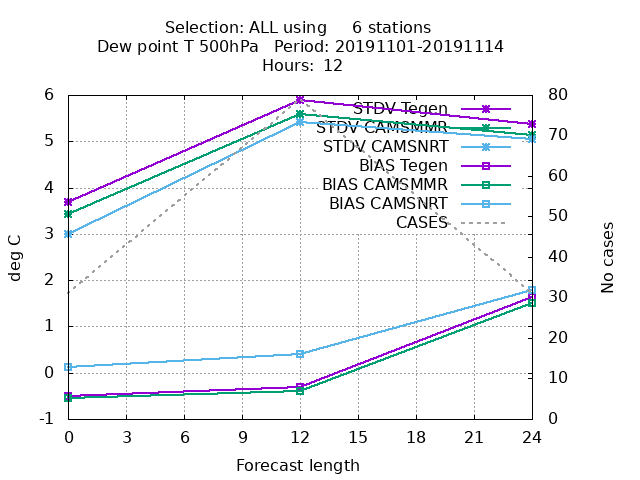 Selection: ALL using     6 stations
Dew point T 500hPa   Period: 20191101-20191114
Hours:  12
STDV Tegen
STDV CAMSMMR
STDV CAMSNRT
BIAS Tegen
BIAS CAMSMMR
BIAS CAMSNRT
CASES
6
5
4
3
2
1
0
-1
deg C
80
70
60
50
40
30
20
10
0
No cases
0 3 6 9 12 15 18 21 24
Forecast length